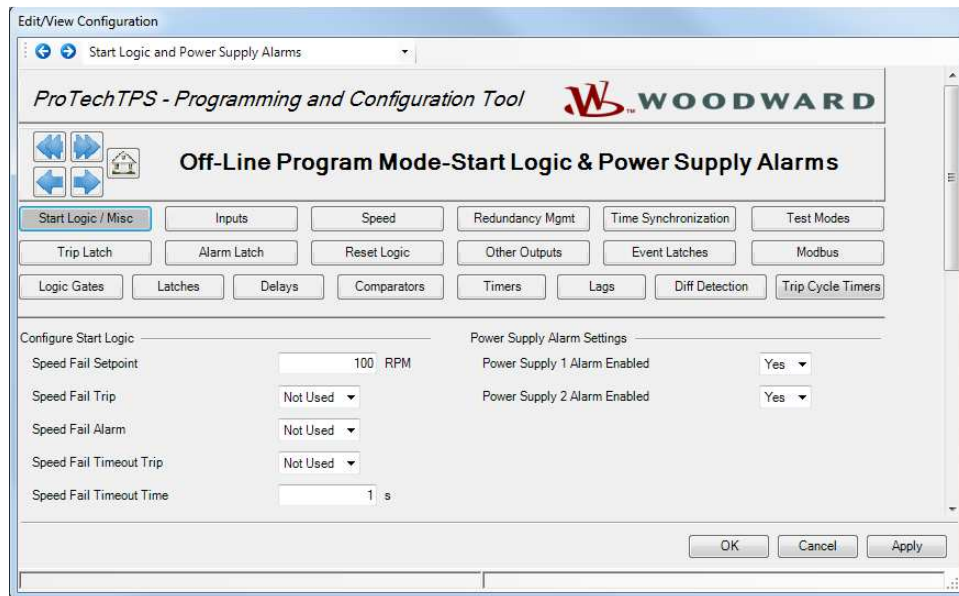 Edit/View Configuration
Start Logic and Power Supply Alarms
ProTechTPS - Programming and Configuration Tool
WOODWARD
Off-Line Program Mode-Start Logic & Power Supply Alarms
Start Logic / Misc Inputs Speed Redundancy Mgmt Time Synchronization Test Modes
Trip Latch Alarm Latch Reset Logic Other Outputs Event Latches Modbus
Logic Gates Latches Delays Comparators Timers Lags Diff Detection Trip Cycle Timers
Configure Start Logic Power Supply Alarm Settings
Speed Fail Setpoint 100 RPM Power Supply 1 Alarm Enabled Yes
Speed Fail Trip Not Used Power Supply 2 Alarm Enabled Yes
Speed Fail Alarm Not Used
Speed Fail Timeout Trip Not Used
Speed Fail Timeout Time 1 s
OK Cancel Apply